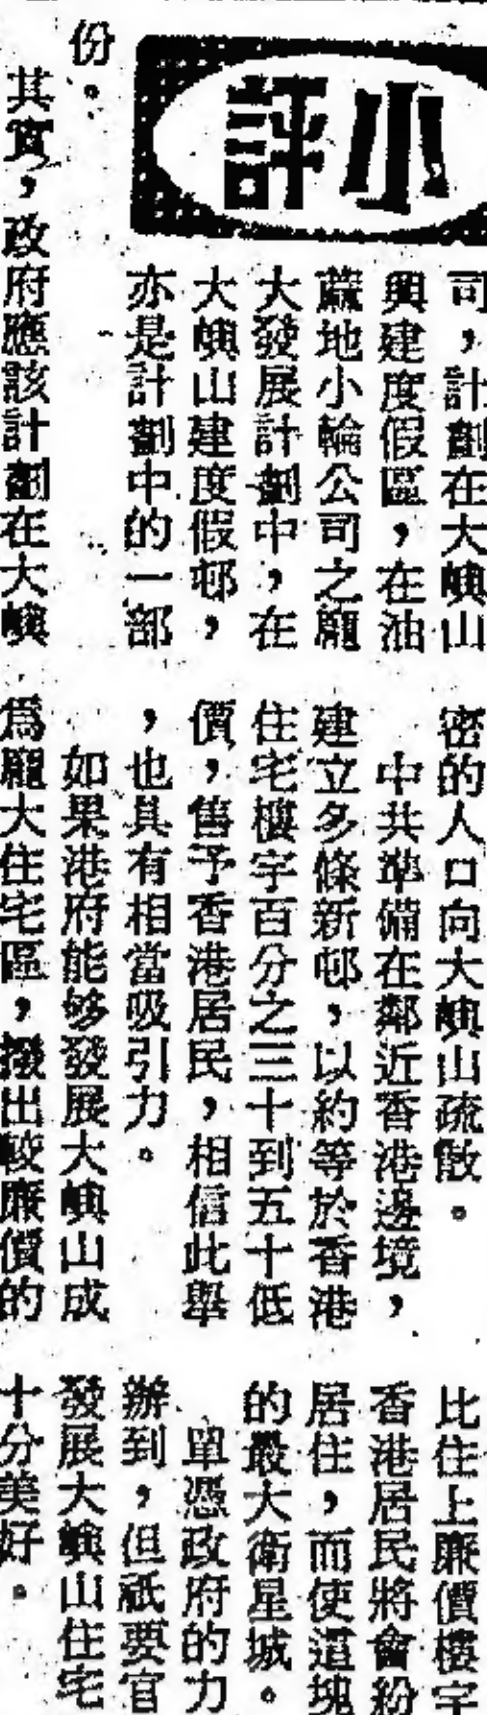 小評
司，計劃在大嶼山
興建度假區，在油
蔴地小輪公司之龐
大發展計劃中，在
大嶼山建度假邨，
亦是計劃中的一部
份。
其實，政府應該計劃在大嶼
密的人口向大嶼山疏散。
中共準備在鄰近香港邊境，
建立多條新邨，以約等於香港
住宅樓宇百分之三十到五十低
價，售予香港居民，相信此舉
，也具有相當吸引力。
如果港府能够發展大嶼山成
爲龐大住宅區，撥出較廉價的
比住上廉價樓宇
香港居民將會紛
居住，而使這塊
的最大衛星城。
單憑政府的力
辦到，但祇要官
發展大嶼山住宅
十分美好。